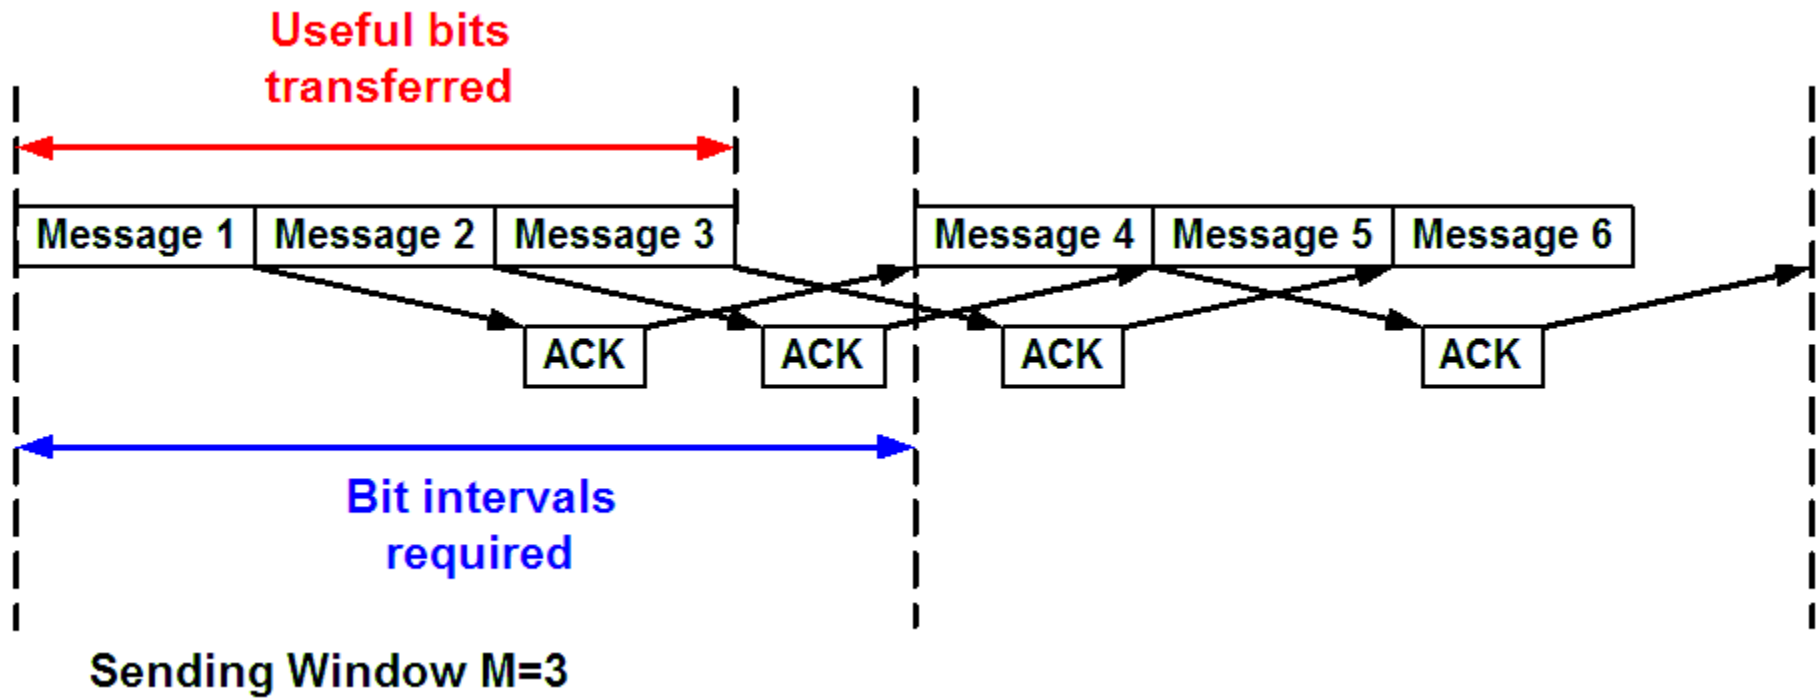 Useful bits
transferred
Message 1 Message 2 Message 3 Message 4 Message 5 Message 6
ACK ACK ACK ACK
Bit intervals
required
Sending Window M=3